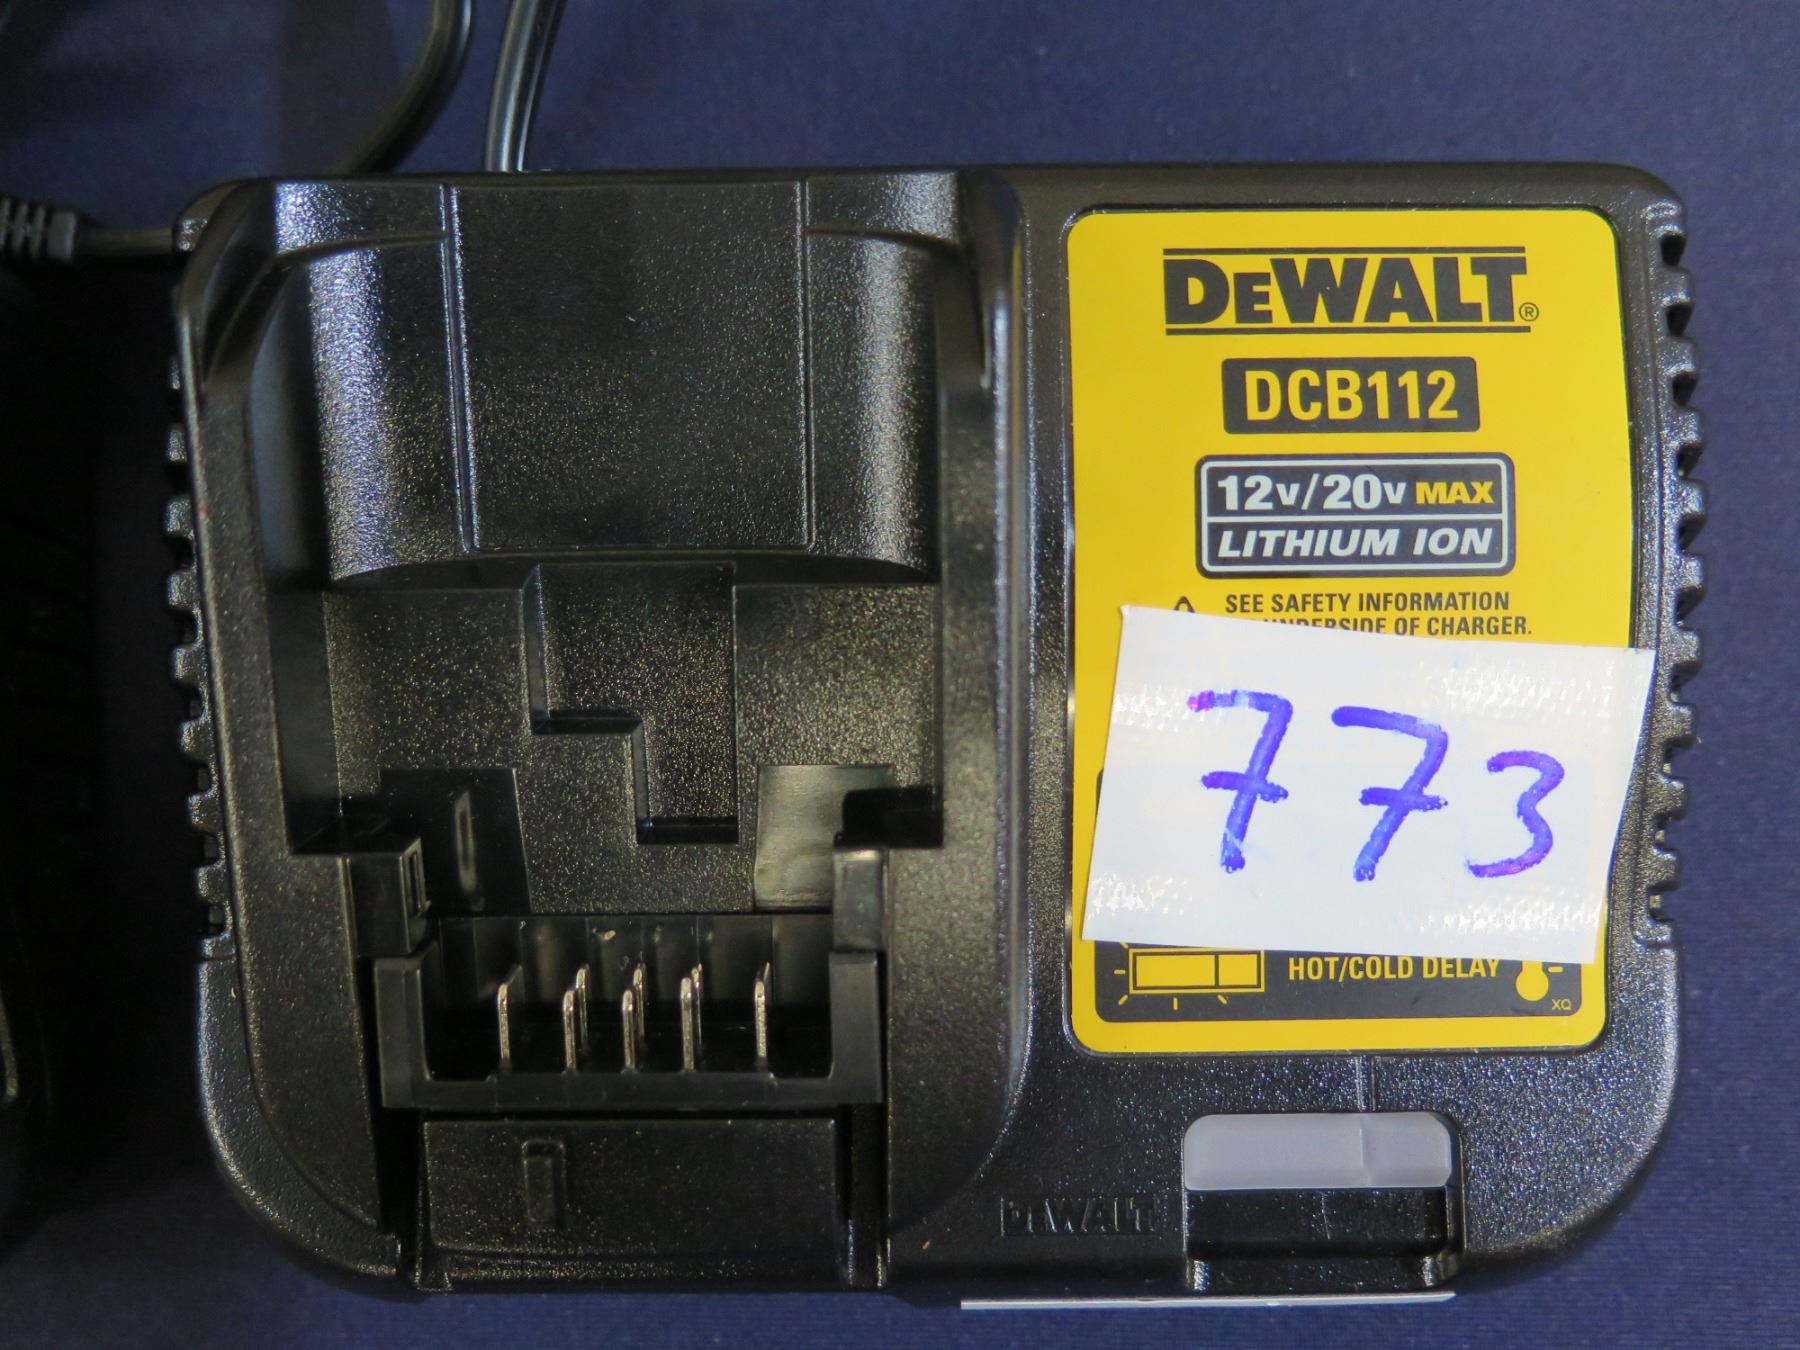 DEWALT®
DCB112
12V/20V MAX
LITHIUM ION
SEE SAFETY INFORMATION
UNDERSIDE OF CHARGER.
773
HOT/COLD DELAY
XQ
DEWALT